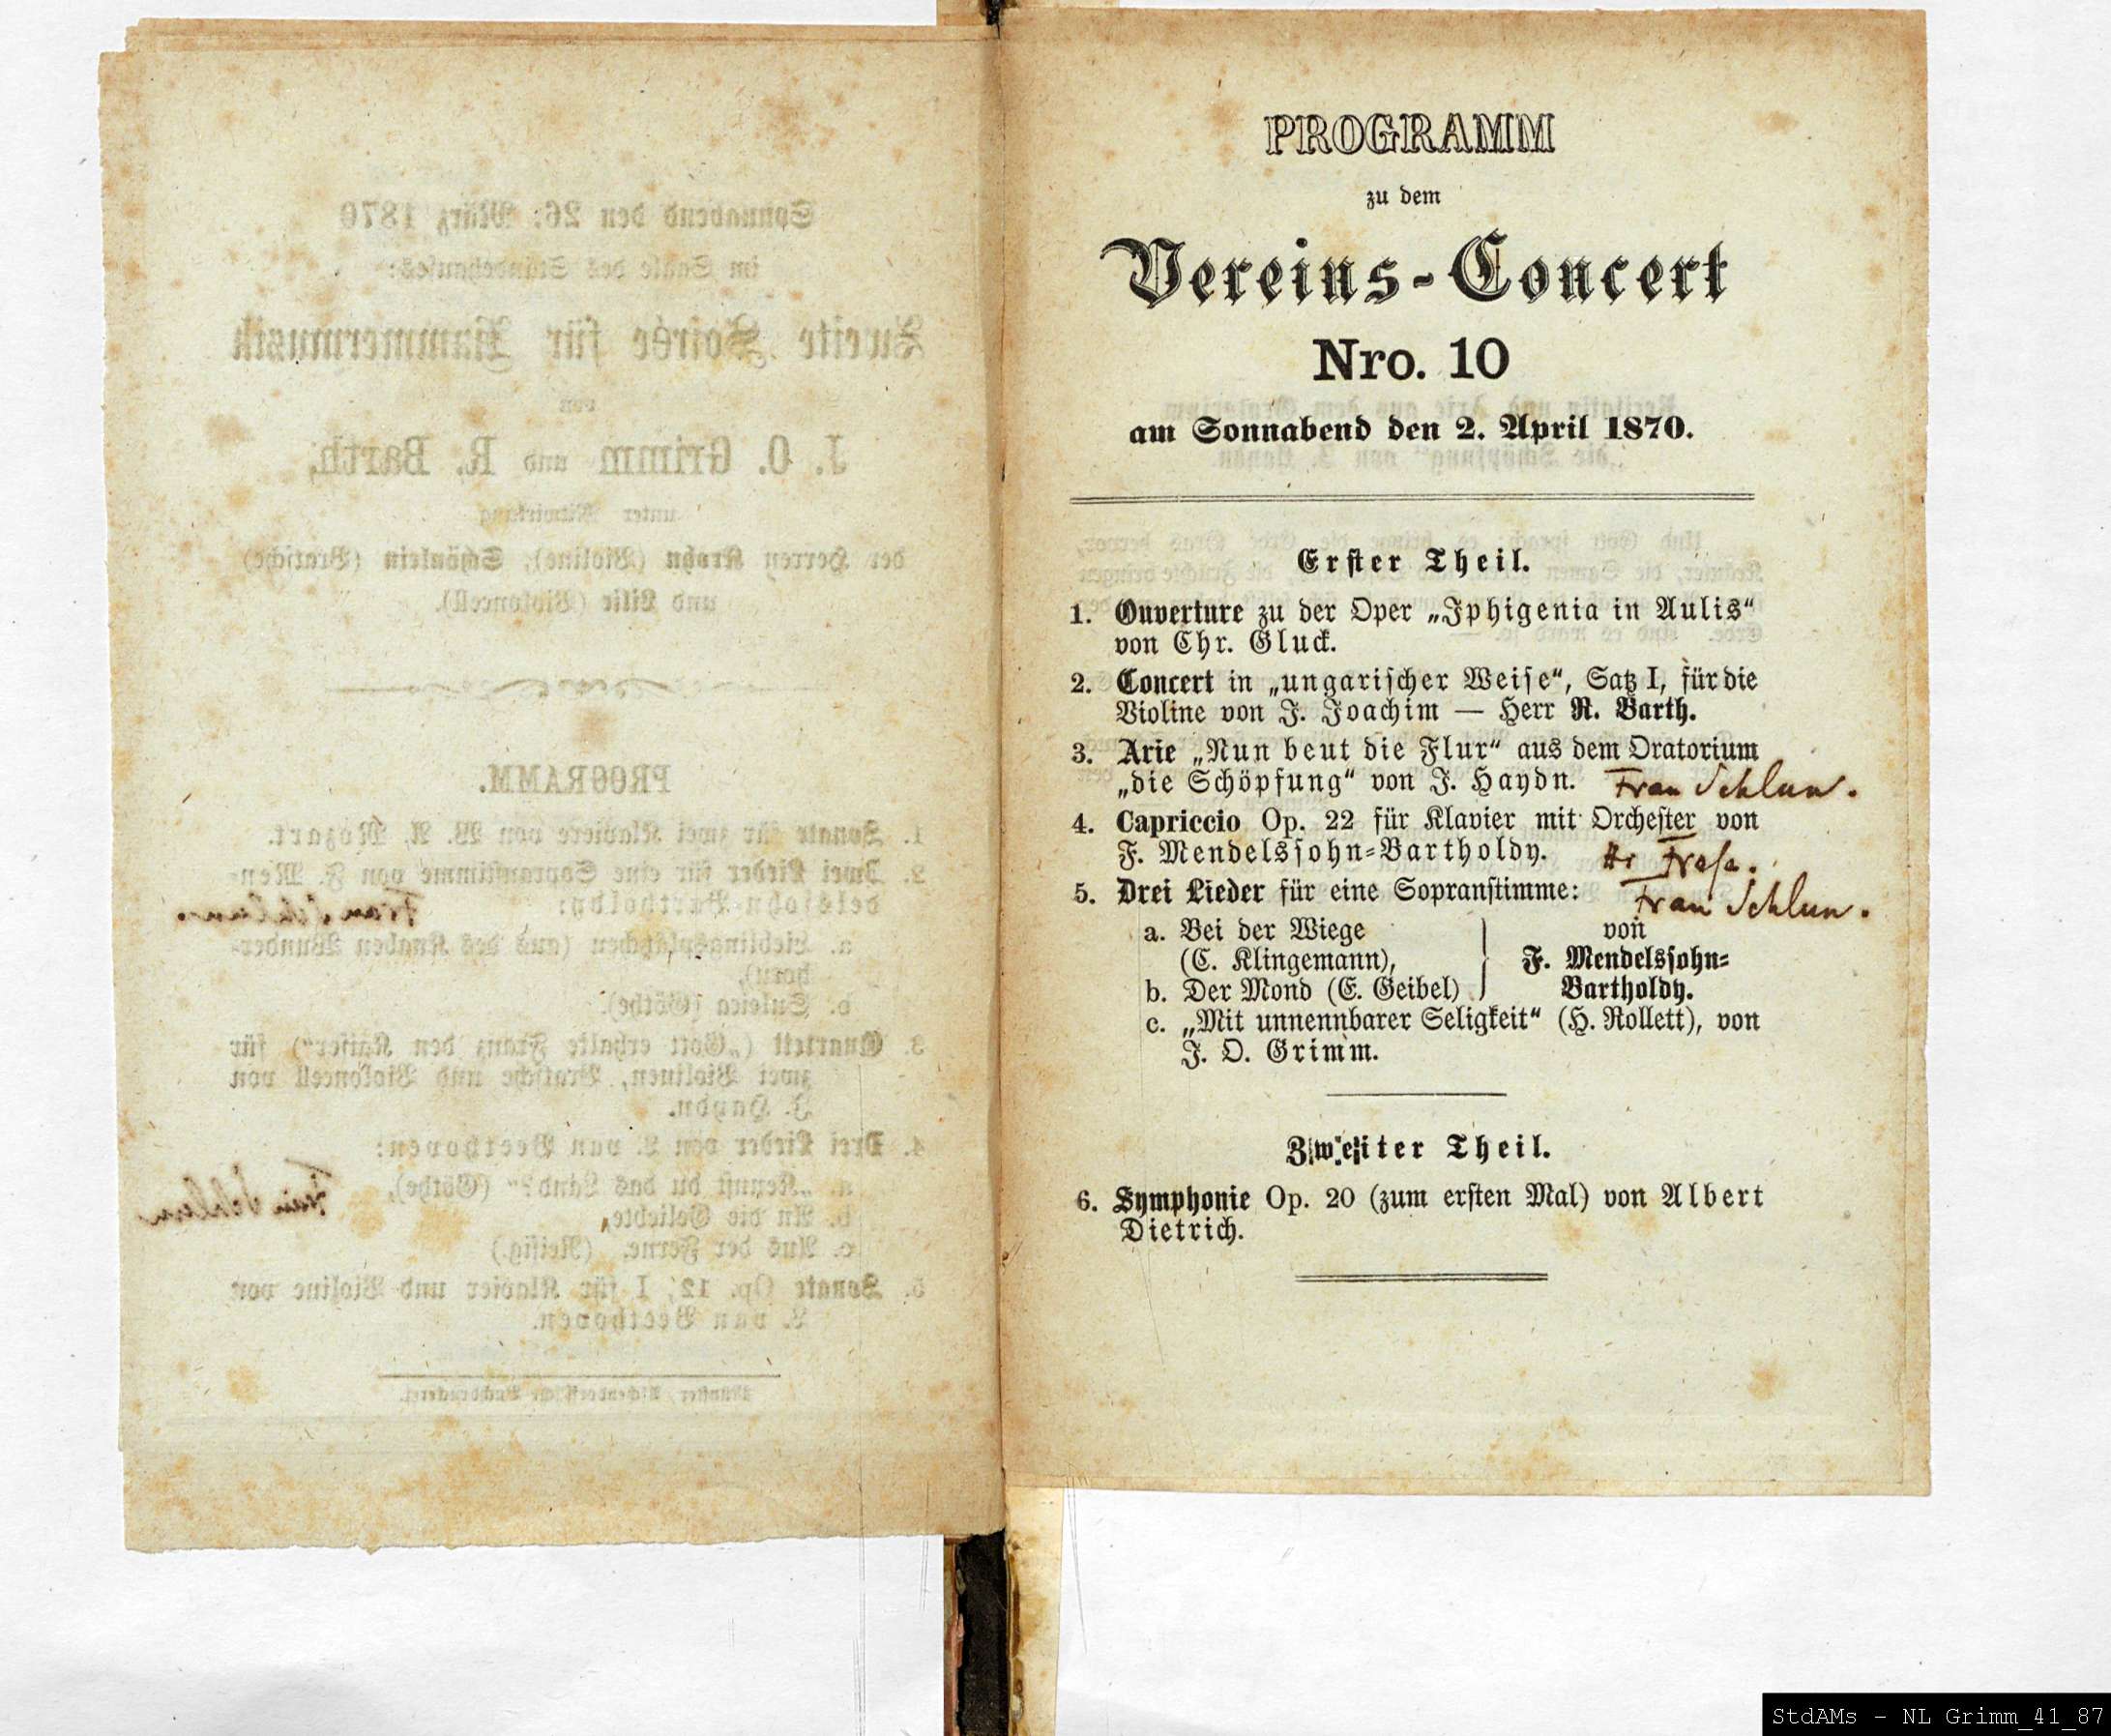 Sonnabend den 26. März 1870
im Saale des Ständehauses:
Zweite Soirée für Kammermusik
von
J. O. Grimm und R. Barth,
unter Mitwirkung
der Herren Krahn (Violine), Schönlein (Bratsche)
und Lilie (Violoncell).
PROGRAMM.
1. Sonate für zwei Klaviere von W. A. Mozart.
2. Zwei Lieder für eine Sopranstimme von F. Men-
delssohn-Bartholdy:
Frau Schlun.
a. Lieblingsplätzchen (aus des Knaben Wunder-
horn),
b. Suleica (Göthe).
3. Quartett („Gott erhalte Franz den Kaiser“) für
zwei Violinen, Bratsche und Violoncell von
J. Haydn.
4. Drei Lieder von L. van Beethoven:
a. „Kennst du das Land?“ (Göthe),
Frau Schlun
b. An die Geliebte,
c. Aus der Ferne. (Reissig.)
5. Sonate Op. 12, I für Klavier und Violine von
L. van Beethoven.
PROGRAMM
zu dem
Vereins-Concert
Nro. 10
am Sonnabend den 2. April 1870.
Erster Theil.
1. Ouverture zu der Oper „Iphigenia in Aulis“
von Chr. Gluck.
2. Concert in „ungarischer Weise“, Satz I, für die
Violine von J. Joachim — Herr R. Barth.
3. Arie „Nun beut die Flur“ aus dem Oratorium
„die Schöpfung“ von J. Haydn. Frau Schlun.
4. Capriccio Op. 22 für Klavier mit Orchester von
F. Mendelssohn-Bartholdy. Hr
5. Drei Lieder für eine Sopranstimme: Frau Schlun.
a. Bei der Wiege
(C. Klingemann),
b. Der Mond (E. Geibel)
von
F. Mendelssohn-
Bartholdy.
c. „Mit unnennbarer Seligkeit“ (H. Rollett), von
J. O. Grimm.
Zweiter Theil.
6. Symphonie Op. 20 (zum ersten Mal) von Albert
Dietrich.
StdAMs - NL Grimm_41_87